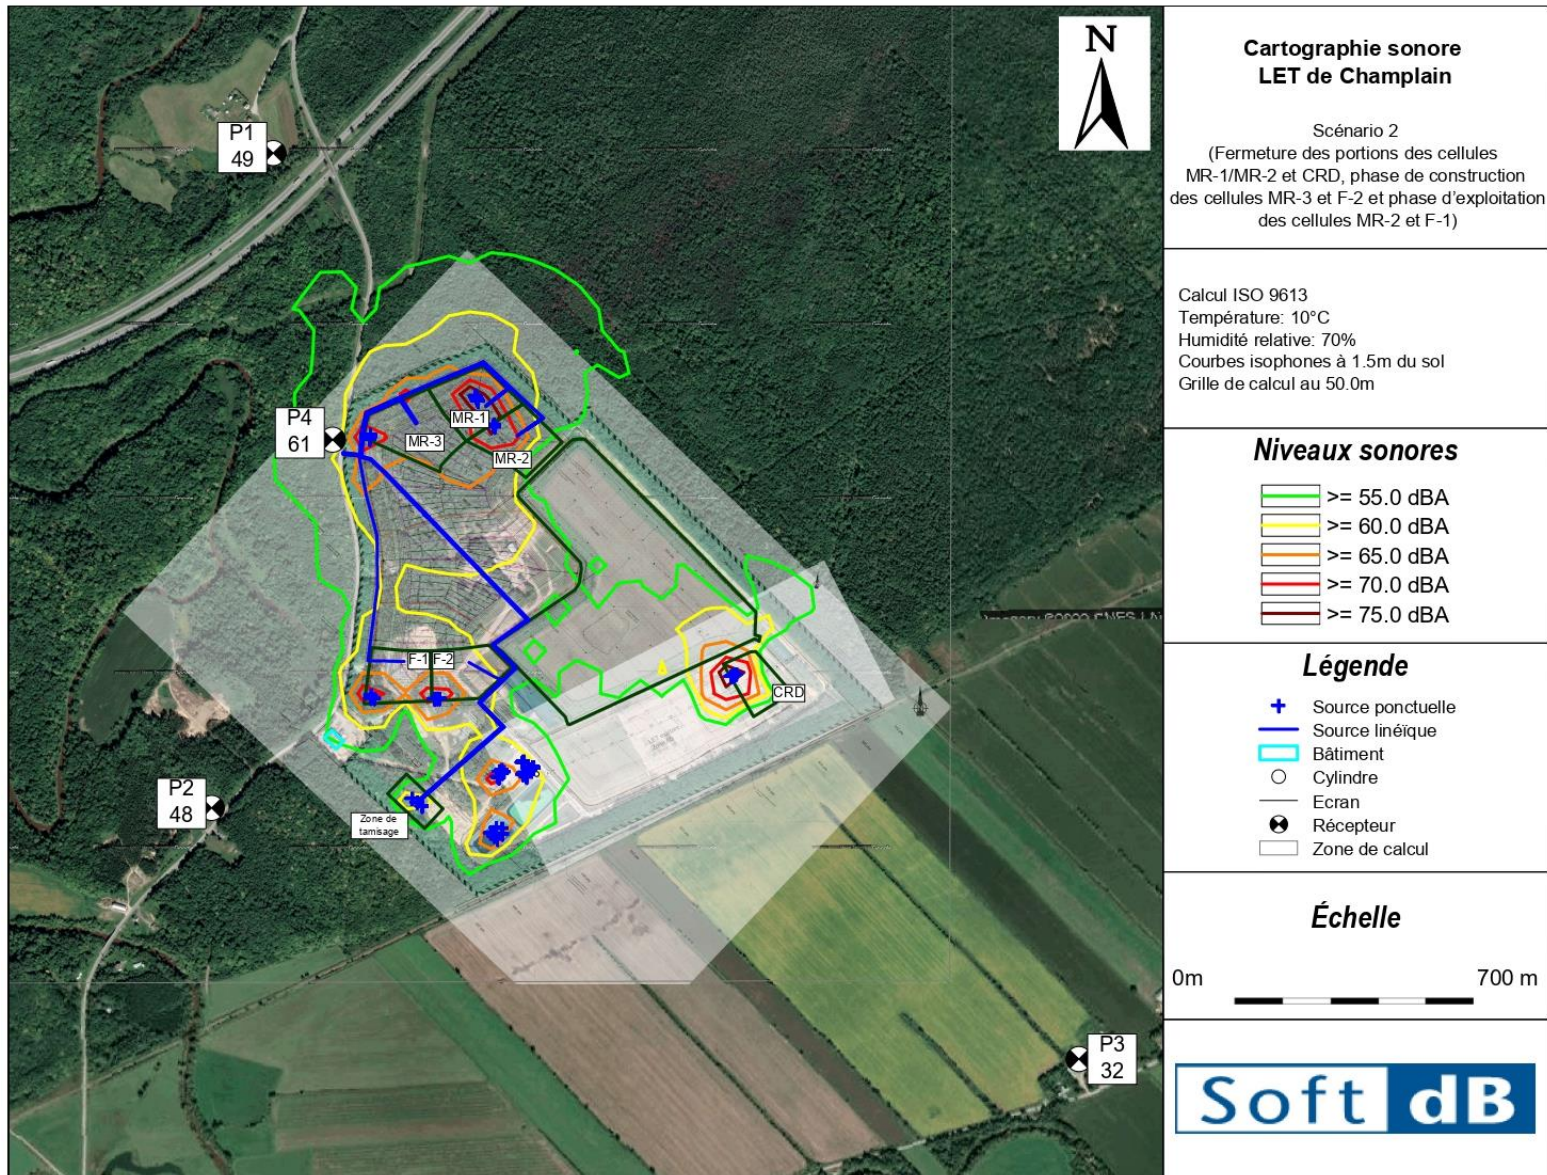 Cartographie sonore
LET de Champlain
Scénario 2
(Fermeture des portions des cellules
MR-1/MR-2 et CRD, phase de construction
des cellules MR-3 et F-2 et phase d'exploitation
des cellules MR-2 et F-1)
Calcul ISO 9613
Température: 10°C
Humidité relative: 70%
Courbes isophones à 1.5m du sol
Grille de calcul au 50.0m
Niveaux sonores
>= 55.0 dBA
>= 60.0 dBA
>= 65.0 dBA
>= 70.0 dBA
>= 75.0 dBA
Légende
Source ponctuelle
Source linéïque
Bâtiment
Cylindre
Ecran
Récepteur
Zone de calcul
Échelle
0m
700 m
Soft dB
N
P1
49
P4
61
MR-1
MR-3
MR-2
F-1
F-2
CRD
P2
48
Zone de
tamisage
P3
32